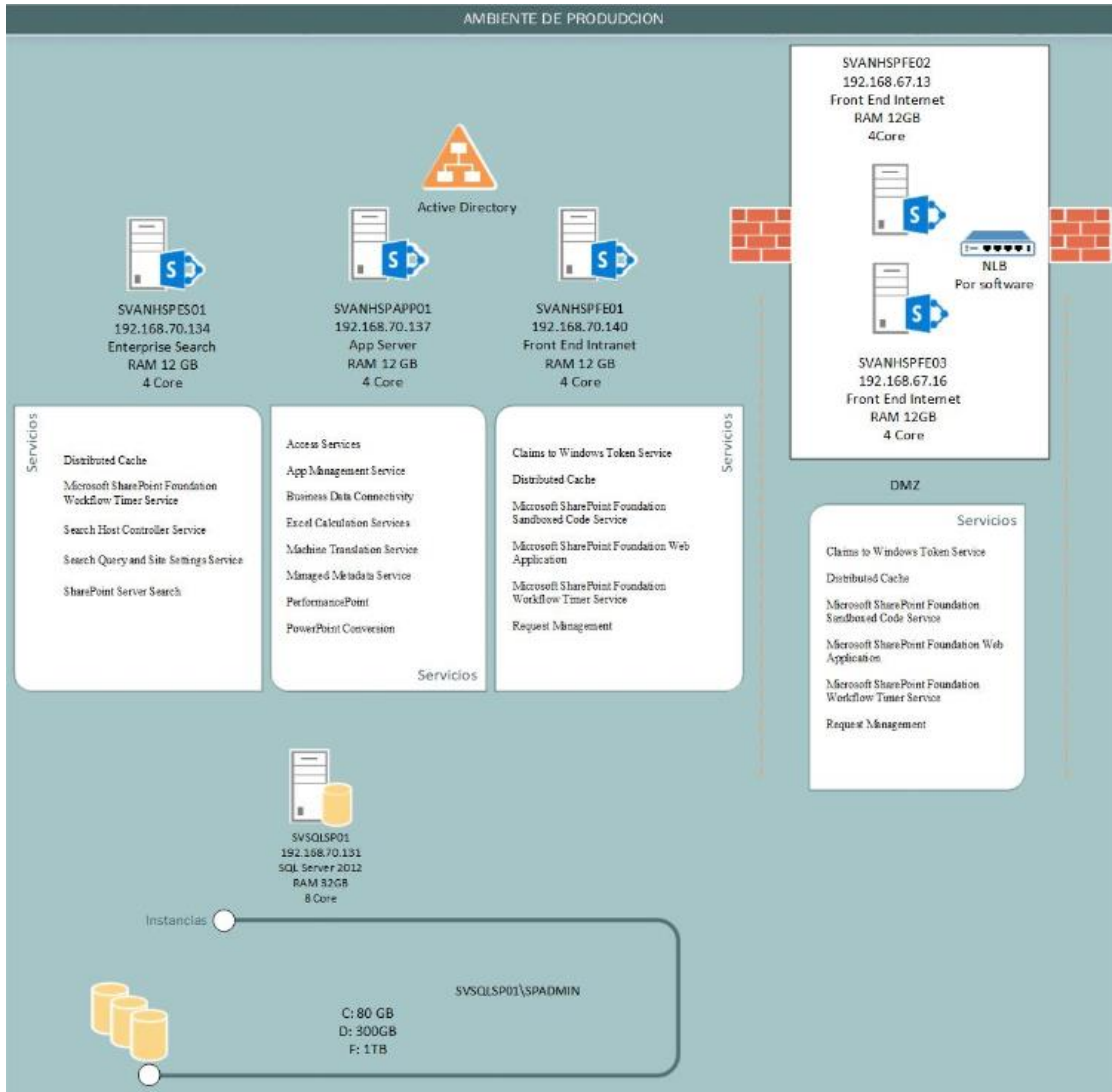 AMBIENTE DE PRODUDCION
SVANHSPFE02
192.168.67.13
Front End Internet
RAM 12GB
4Core
Active Directory
NLB
Por software
SVANHSPES01
192.168.70.134
Enterprise Search
RAM 12 GB
4 Core
SVANHSPAPP01
192.168.70.137
App Server
RAM 12 GB
4 Core
SVANHSPFE01
192.168.70.140
Front End Intranet
RAM 12 GB
4 Core
SVANHSPFE03
192.168.67.16
Front End Internet
RAM 12GB
4 Core
Servicios
Distributed Cache
Microsoft SharePoint Foundation
Workflow Timer Service
Search Host Controller Service
Search Query and Site Settings Service
SharePoint Server Search
Access Services
App Management Service
Business Data Connectivity
Excel Calculation Services
Machine Translation Service
Managed Metadata Service
PerformancePoint
PowerPoint Conversion
Servicios
Servicios
Claims to Windows Token Service
Distributed Cache
Microsoft SharePoint Foundation
Sandboxed Code Service
Microsoft SharePoint Foundation Web
Application
Microsoft SharePoint Foundation
Workflow Timer Service
Request Management
DMZ
Servicios
Claims to Windows Token Service
Distributed Cache
Microsoft SharePoint Foundation
Sandboxed Code Service
Microsoft SharePoint Foundation Web
Application
Microsoft SharePoint Foundation
Workflow Timer Service
Request Management
SVSQLSP01
192.168.70.131
SQL Server 2012
RAM 32GB
8 Core
Instancias
SVSQLSP01\SPADMIN
C: 80 GB
D: 300GB
F: 1TB